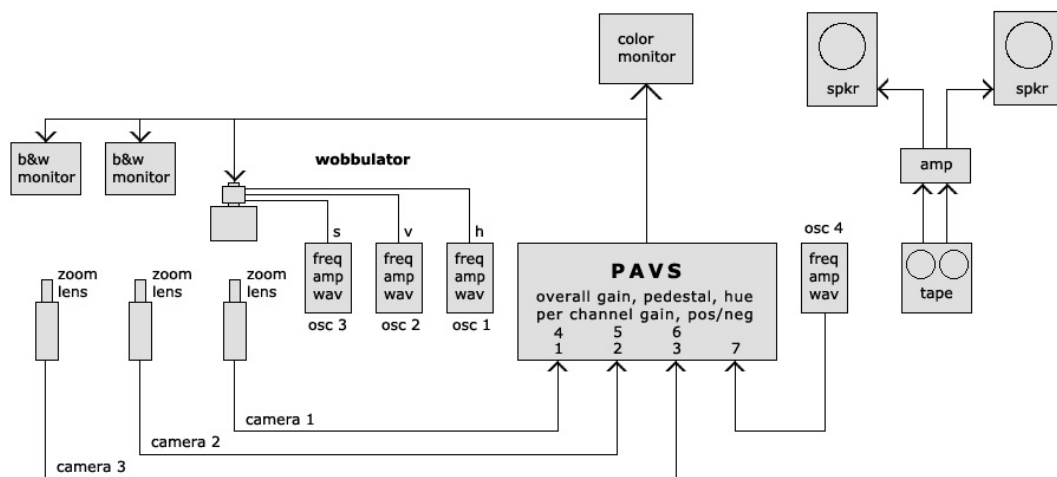 color
monitor
spkr
spkr
b&w
monitor
b&w
monitor
wobbulator
amp
s
v
h
osc 4
zoom
lens
zoom
lens
zoom
lens
freq
amp
wav
freq
amp
wav
freq
amp
wav
PAVS
overall gain, pedestal, hue
per channel gain, pos/neg
4 5 6
1 2 3 7
freq
amp
wav
tape
osc 3
osc 2
osc 1
camera 1
camera 2
camera 3